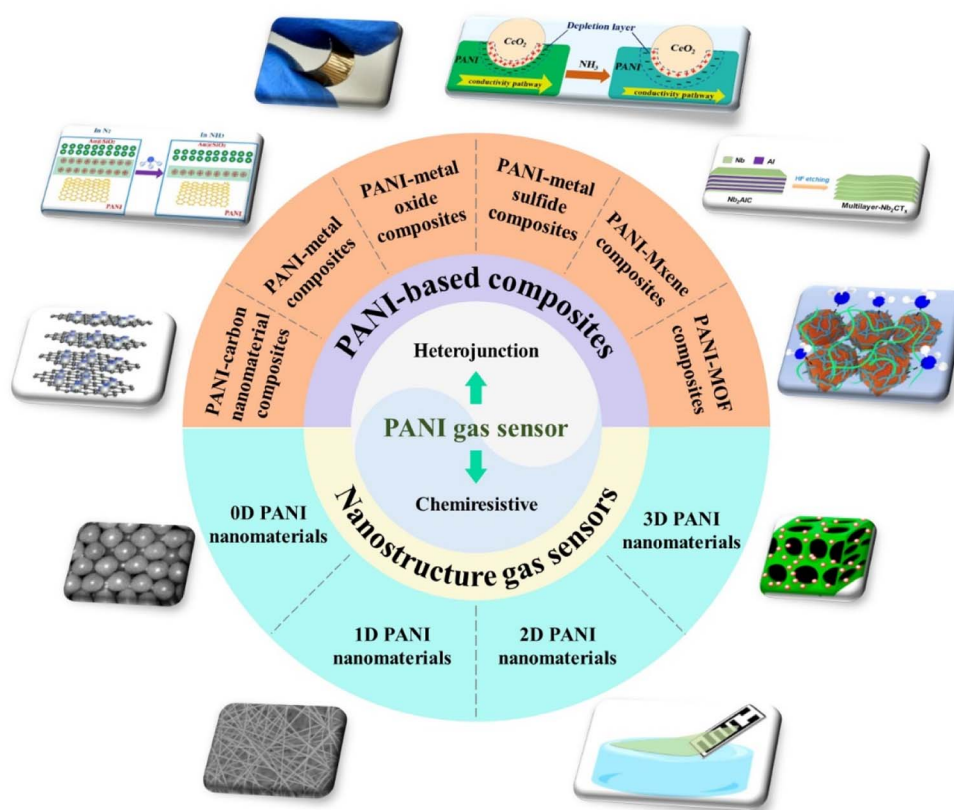 Depletion layer
CeO2
CeO2
PANI
NH3
PANI
conductivity pathway
conductivity pathway
In N2
In NH3
PANI
PANI
Nb
Al
HF etching
Nb2AlC
Multilayer-Nb2CTx
PANI-carbon
nanomaterial
composites
PANI-metal
composites
PANI-metal
oxide
composites
PANI-metal
sulfide
composites
PANI-Mxene
composites
PANI-MOF
composites
PANI-based composites
Heterojunction
PANI gas sensor
Chemiresistive
Nanostructure gas sensors
0D PANI
nanomaterials
1D PANI
nanomaterials
2D PANI
nanomaterials
3D PANI
nanomaterials